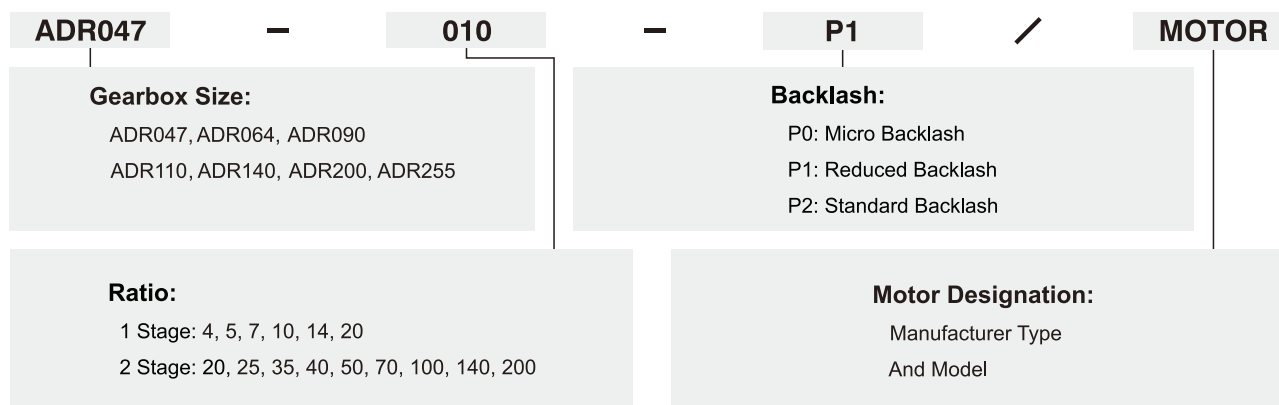 ADR047 – 010 – P1 / MOTOR
Gearbox Size:
ADR047, ADR064, ADR090
ADR110, ADR140, ADR200, ADR255
Backlash:
P0: Micro Backlash
P1: Reduced Backlash
P2: Standard Backlash
Ratio:
1 Stage: 4, 5, 7, 10, 14, 20
2 Stage: 20, 25, 35, 40, 50, 70, 100, 140, 200
Motor Designation:
Manufacturer Type
And Model